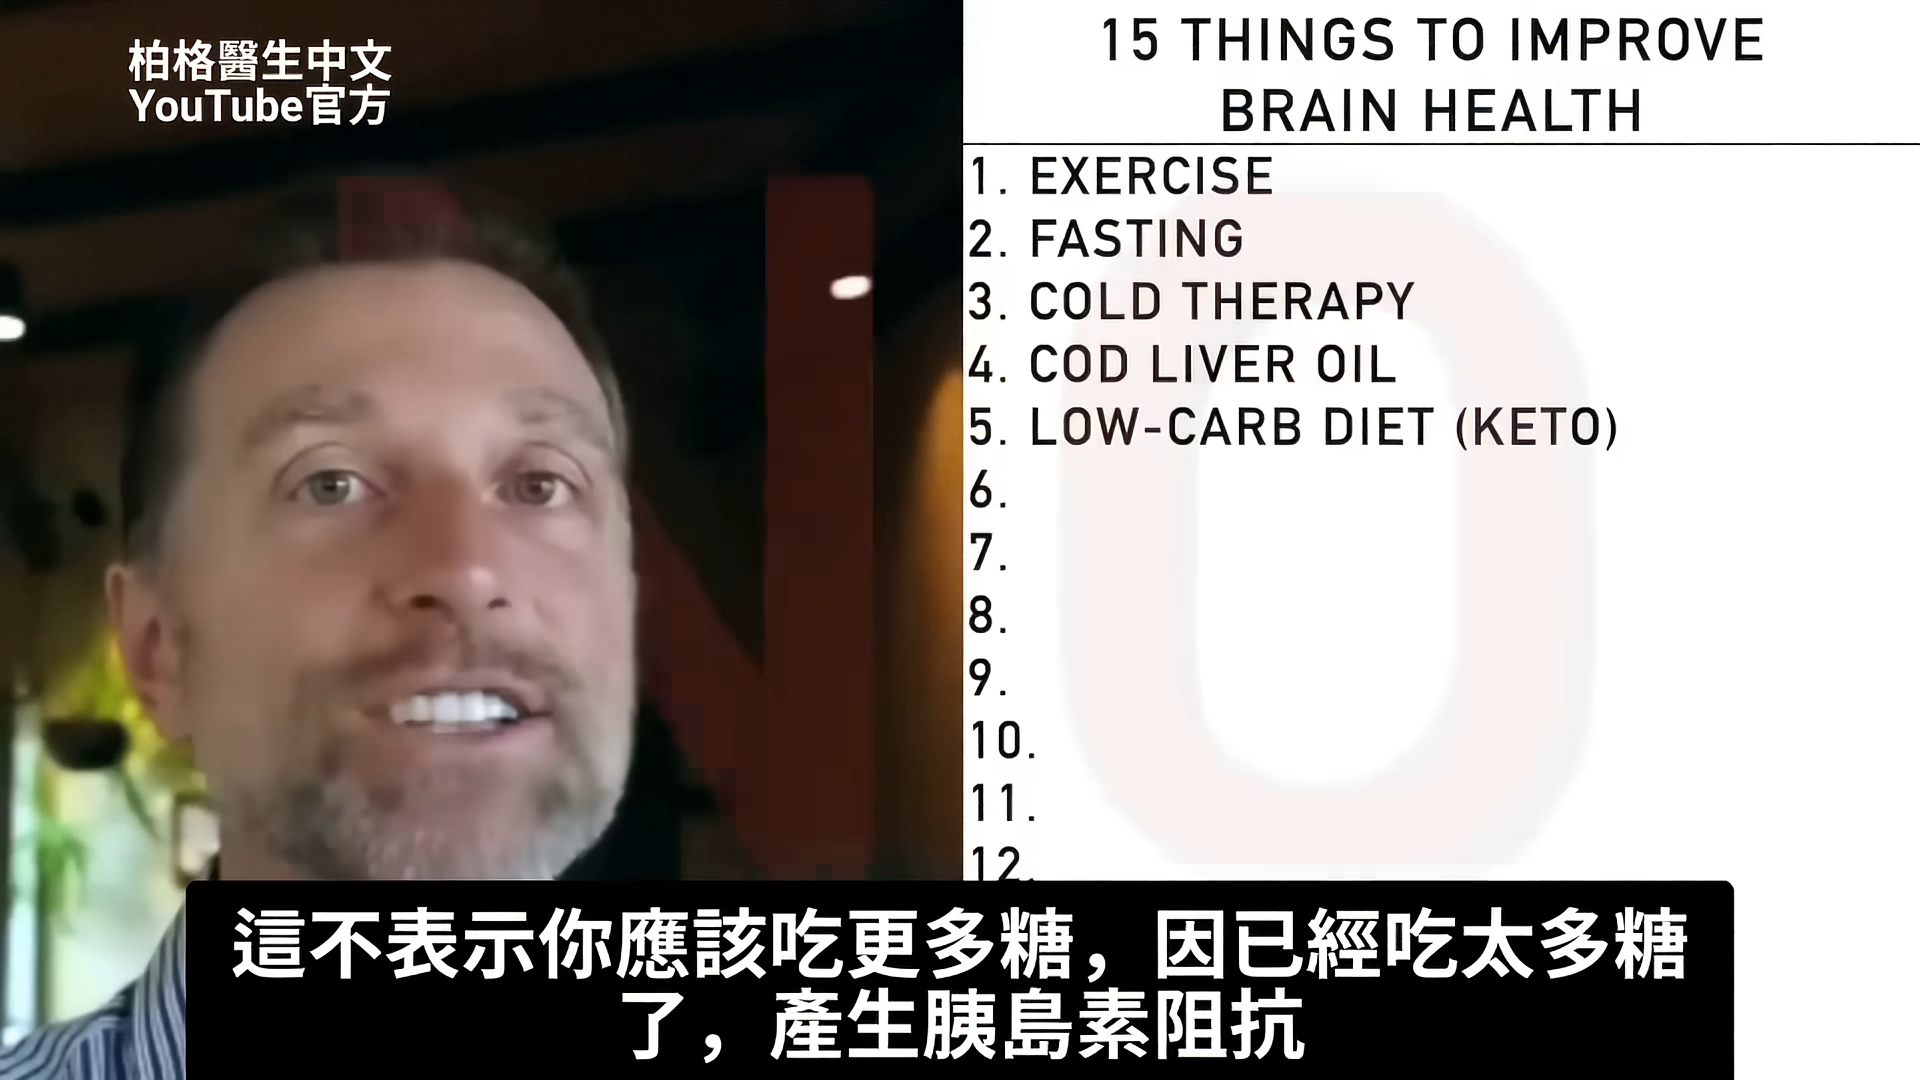 柏格醫生中文
YouTube官方
15 THINGS TO IMPROVE
BRAIN HEALTH
1. EXERCISE
2. FASTING
3. COLD THERAPY
4. COD LIVER OIL
5. LOW-CARB DIET (KETO)
6.
7.
8.
9.
10.
11.
12.
這不表示你應該吃更多糖，因已經吃太多糖
了，產生胰島素阻抗